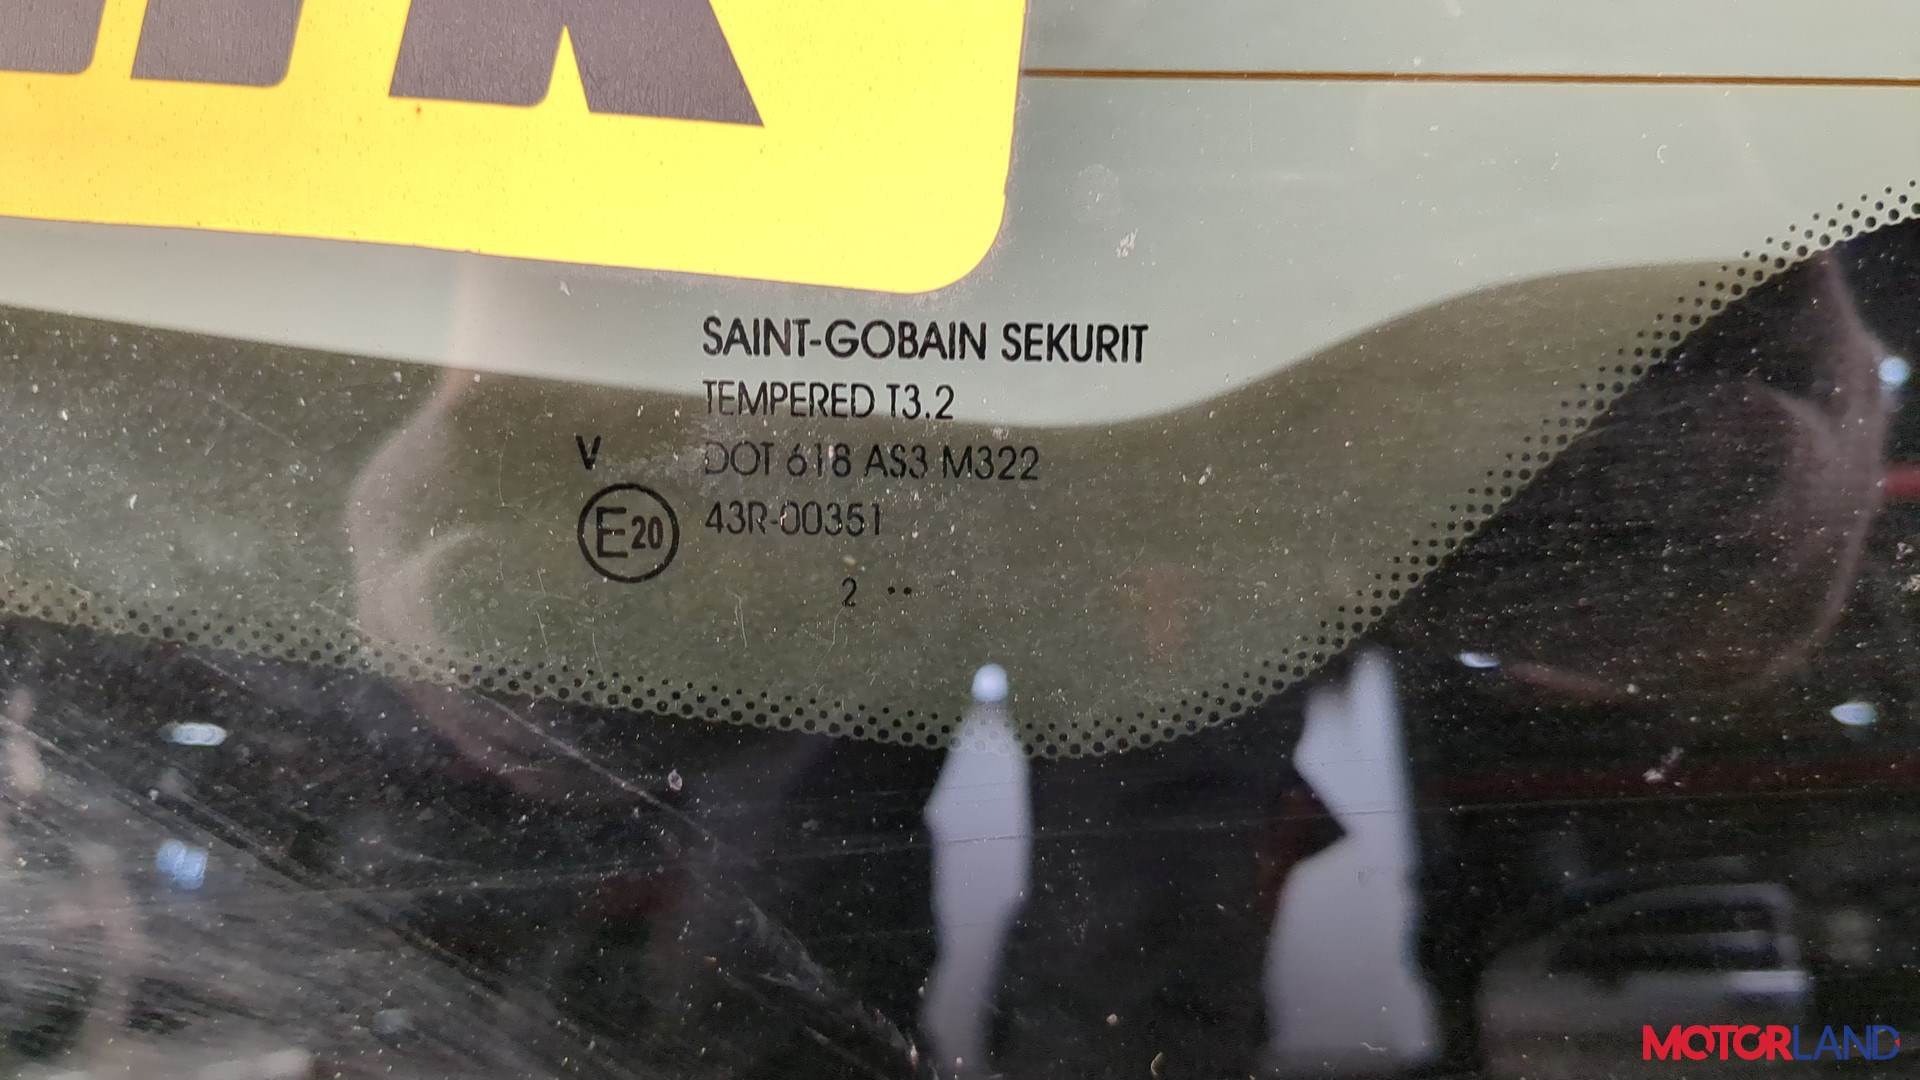 SAINT-GOBAIN SEKURIT
TEMPERED T3.2
V DOT 618 AS3 M322
E20 43R-00351
2 ··
MOTORLAND